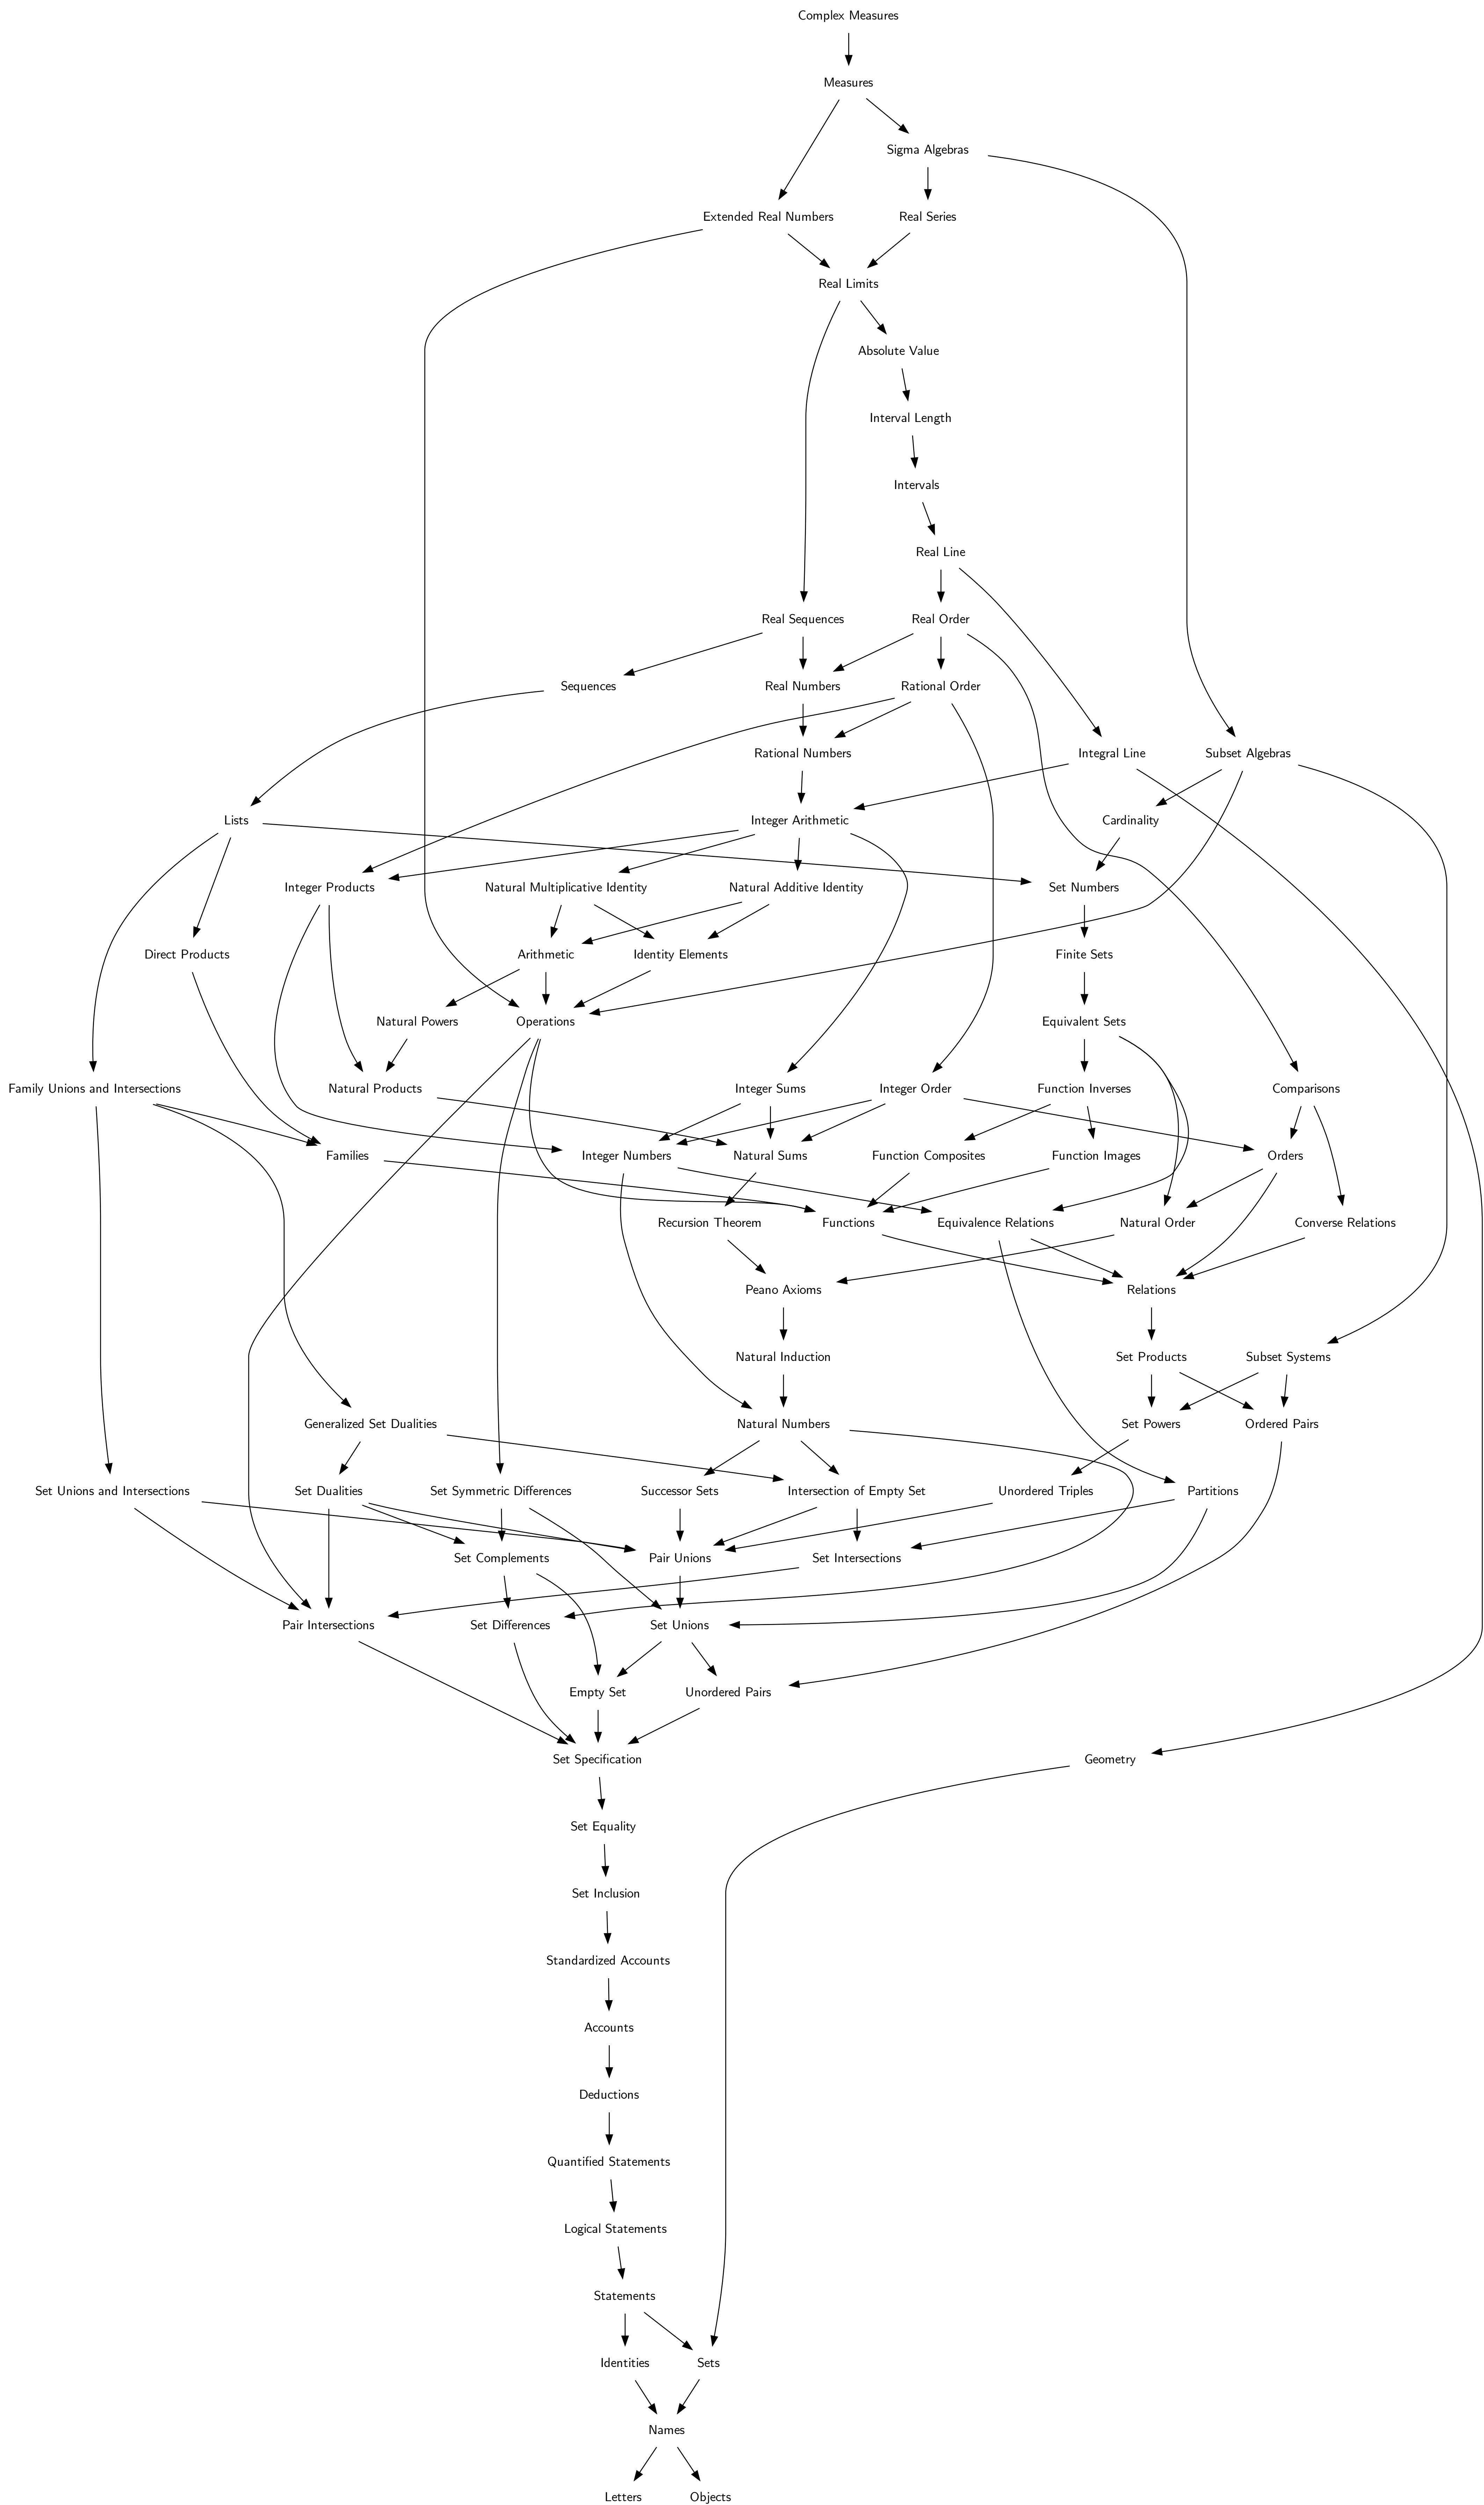 Complex Measures
Measures
Sigma Algebras
Extended Real Numbers
Real Series
Real Limits
Absolute Value
Interval Length
Intervals
Real Line
Real Sequences
Real Order
Sequences
Real Numbers
Rational Order
Rational Numbers
Integral Line
Subset Algebras
Lists
Integer Arithmetic
Cardinality
Integer Products
Natural Multiplicative Identity
Natural Additive Identity
Set Numbers
Direct Products
Arithmetic
Identity Elements
Finite Sets
Natural Powers
Operations
Equivalent Sets
Family Unions and Intersections
Natural Products
Integer Sums
Integer Order
Function Inverses
Comparisons
Families
Integer Numbers
Natural Sums
Function Composites
Function Images
Orders
Recursion Theorem
Functions
Equivalence Relations
Natural Order
Converse Relations
Peano Axioms
Relations
Natural Induction
Set Products
Subset Systems
Generalized Set Dualities
Natural Numbers
Set Powers
Ordered Pairs
Set Unions and Intersections
Set Dualities
Set Symmetric Differences
Successor Sets
Intersection of Empty Set
Unordered Triples
Partitions
Set Complements
Pair Unions
Set Intersections
Pair Intersections
Set Differences
Set Unions
Empty Set
Unordered Pairs
Set Specification
Geometry
Set Equality
Set Inclusion
Standardized Accounts
Accounts
Deductions
Quantified Statements
Logical Statements
Statements
Identities
Sets
Names
Letters
Objects